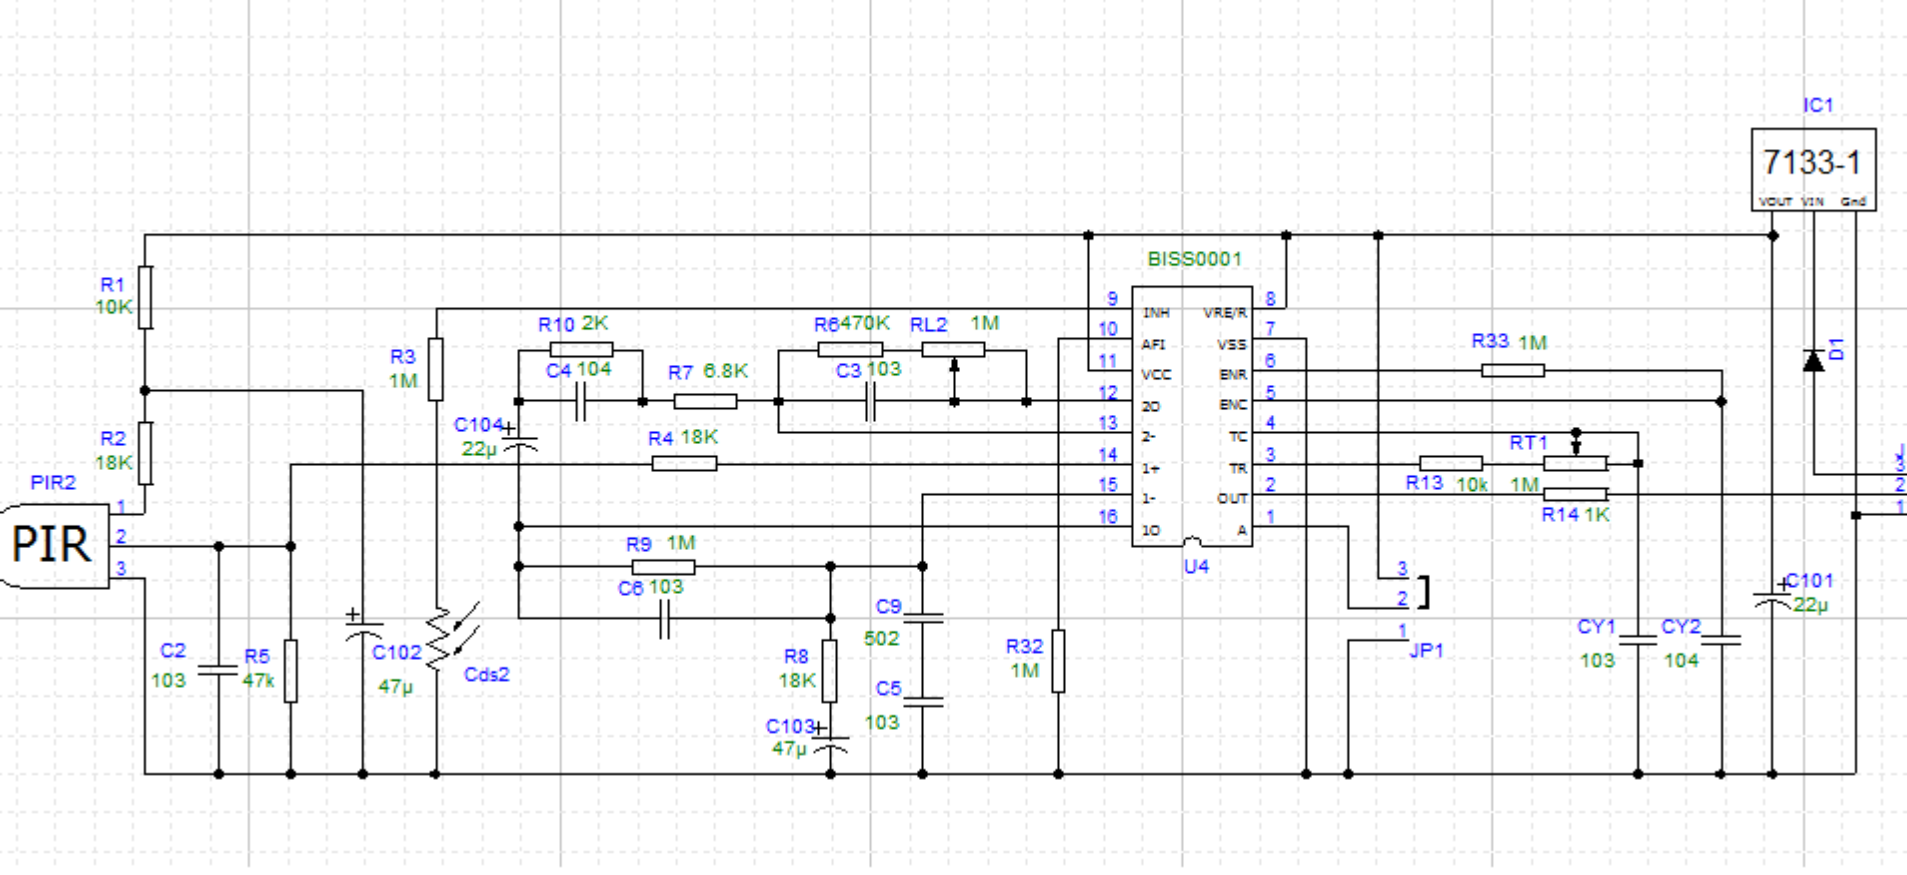 IC1
7133-1
VOUT VIN Gnd
BISS0001
R1
10K
R2
18K
PIR2
PIR
1
2
3
C2
103
R5
47k
C102
+
47µ
R3
1M
Cds2
R10 2K
C4 104
R7 6.8K
C104
+
22µ
R4 18K
R6 470K
RL2 1M
C3 103
R9 1M
C6 103
R8
18K
C103
+
47µ
C9
502
C5
103
R32
1M
9 INH VRE/R 8
10 AFI VSS 7
11 VCC ENR 6
12 2O ENC 5
13 2- TC 4
14 1+ TR 3
15 1- OUT 2
16 1O A 1
U4
R33 1M
RT1
R13 10k 1M
R14 1K
3
2
1
JP1
CY1
103
CY2
104
D1
+
C101
22µ
J
3
2
1